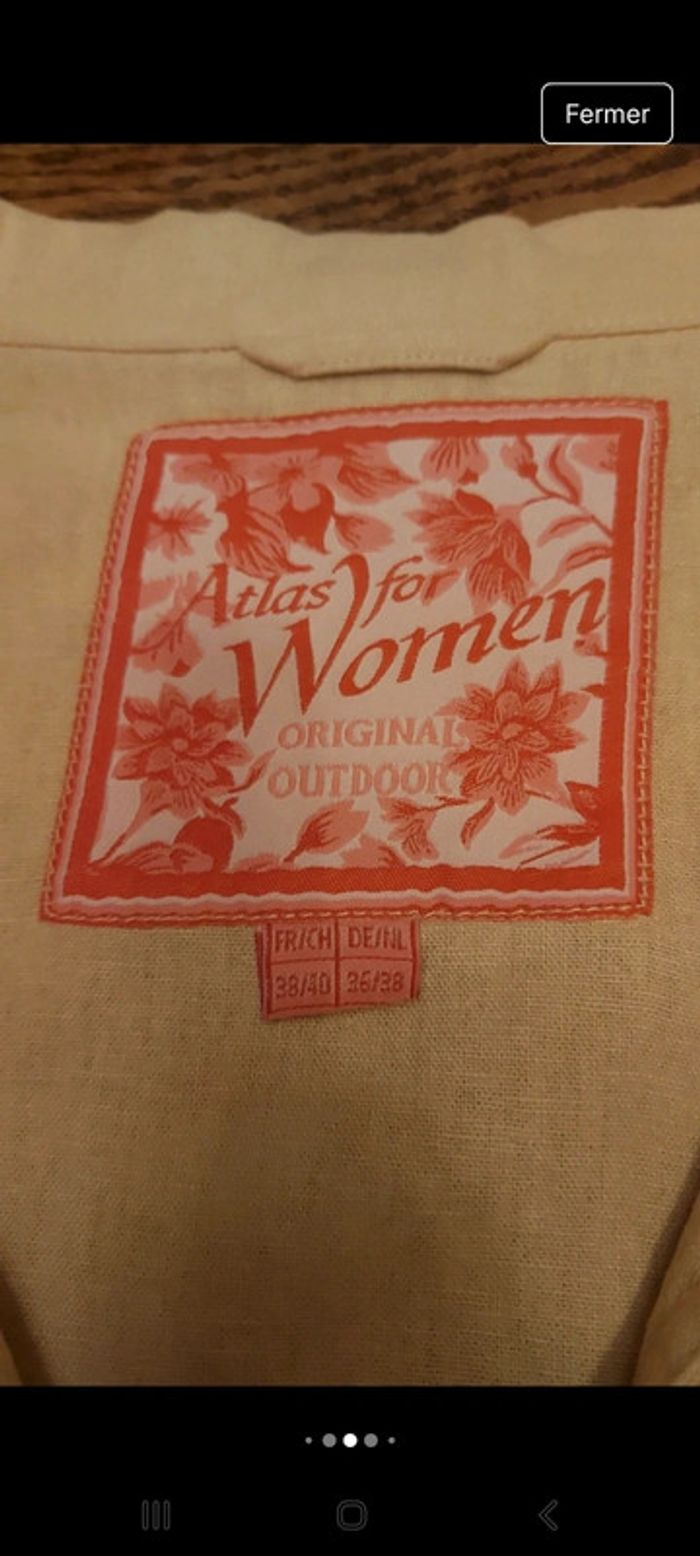 Fermer
Atlas for
Women
ORIGINAL
OUTDOOR
FR/CH DE/NL
38/40 36/38